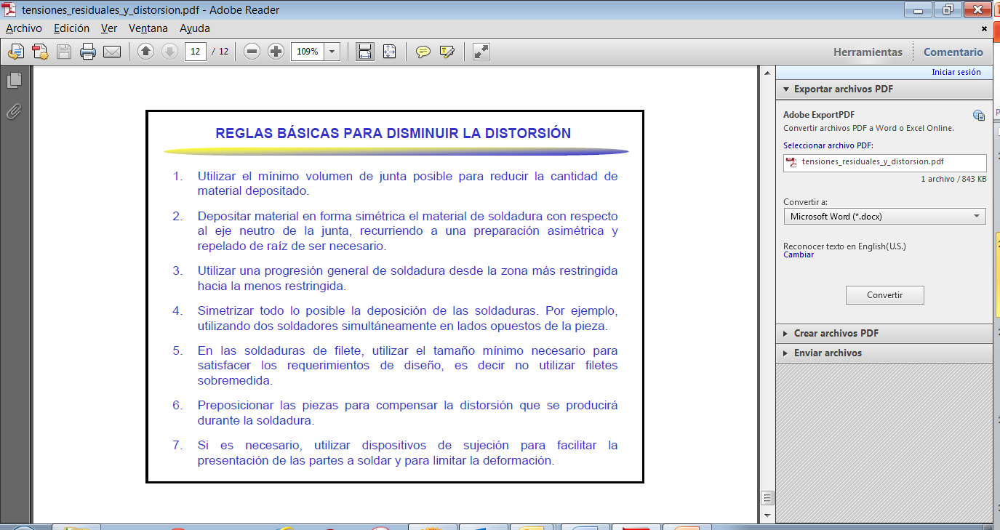 tensiones_residuales_y_distorsion.pdf - Adobe Reader
Archivo Edición Ver Ventana Ayuda
12 / 12 109% Herramientas Comentario
Iniciar sesión
Exportar archivos PDF
Adobe ExportPDF
Convertir archivos PDF a Word o Excel Online.
Seleccionar archivo PDF:
tensiones_residuales_y_distorsion.pdf
1 archivo / 843 KB
Convertir a:
Microsoft Word (*.docx)
Reconocer texto en English(U.S.)
Cambiar
Convertir
Crear archivos PDF
Enviar archivos
REGLAS BÁSICAS PARA DISMINUIR LA DISTORSIÓN
1. Utilizar el mínimo volumen de junta posible para reducir la cantidad de
material depositado.
2. Depositar material en forma simétrica el material de soldadura con respecto
al eje neutro de la junta, recurriendo a una preparación asimétrica y
repelado de raíz de ser necesario.
3. Utilizar una progresión general de soldadura desde la zona más restringida
hacia la menos restringida.
4. Simetrizar todo lo posible la deposición de las soldaduras. Por ejemplo,
utilizando dos soldadores simultáneamente en lados opuestos de la pieza.
5. En las soldaduras de filete, utilizar el tamaño mínimo necesario para
satisfacer los requerimientos de diseño, es decir no utilizar filetes
sobremedida.
6. Preposicionar las piezas para compensar la distorsión que se producirá
durante la soldadura.
7. Si es necesario, utilizar dispositivos de sujeción para facilitar la
presentación de las partes a soldar y para limitar la deformación.